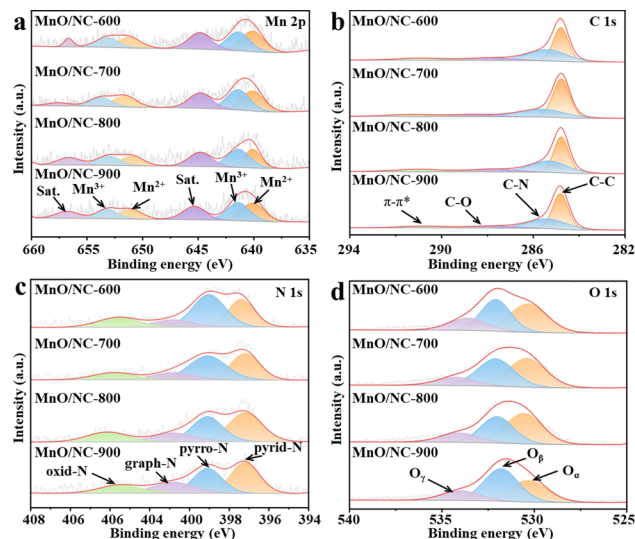 a
Mn 2p
MnO/NC-600
MnO/NC-700
MnO/NC-800
MnO/NC-900
Sat.
Mn³⁺
Mn²⁺
Sat.
Mn³⁺
Mn²⁺
Intensity (a.u.)
660 655 650 645 640 635
Binding energy (eV)
b
C 1s
MnO/NC-600
MnO/NC-700
MnO/NC-800
MnO/NC-900
π-π*
C-O
C-N
C-C
Intensity (a.u.)
294 290 286 282
Binding energy (eV)
c
N 1s
MnO/NC-600
MnO/NC-700
MnO/NC-800
MnO/NC-900
oxid-N
graph-N
pyrro-N
pyrid-N
Intensity (a.u.)
408 406 404 402 400 398 396 394
Binding energy (eV)
d
O 1s
MnO/NC-600
MnO/NC-700
MnO/NC-800
MnO/NC-900
Oγ
Oβ
Oα
Intensity (a.u.)
540 535 530 525
Binding energy (eV)